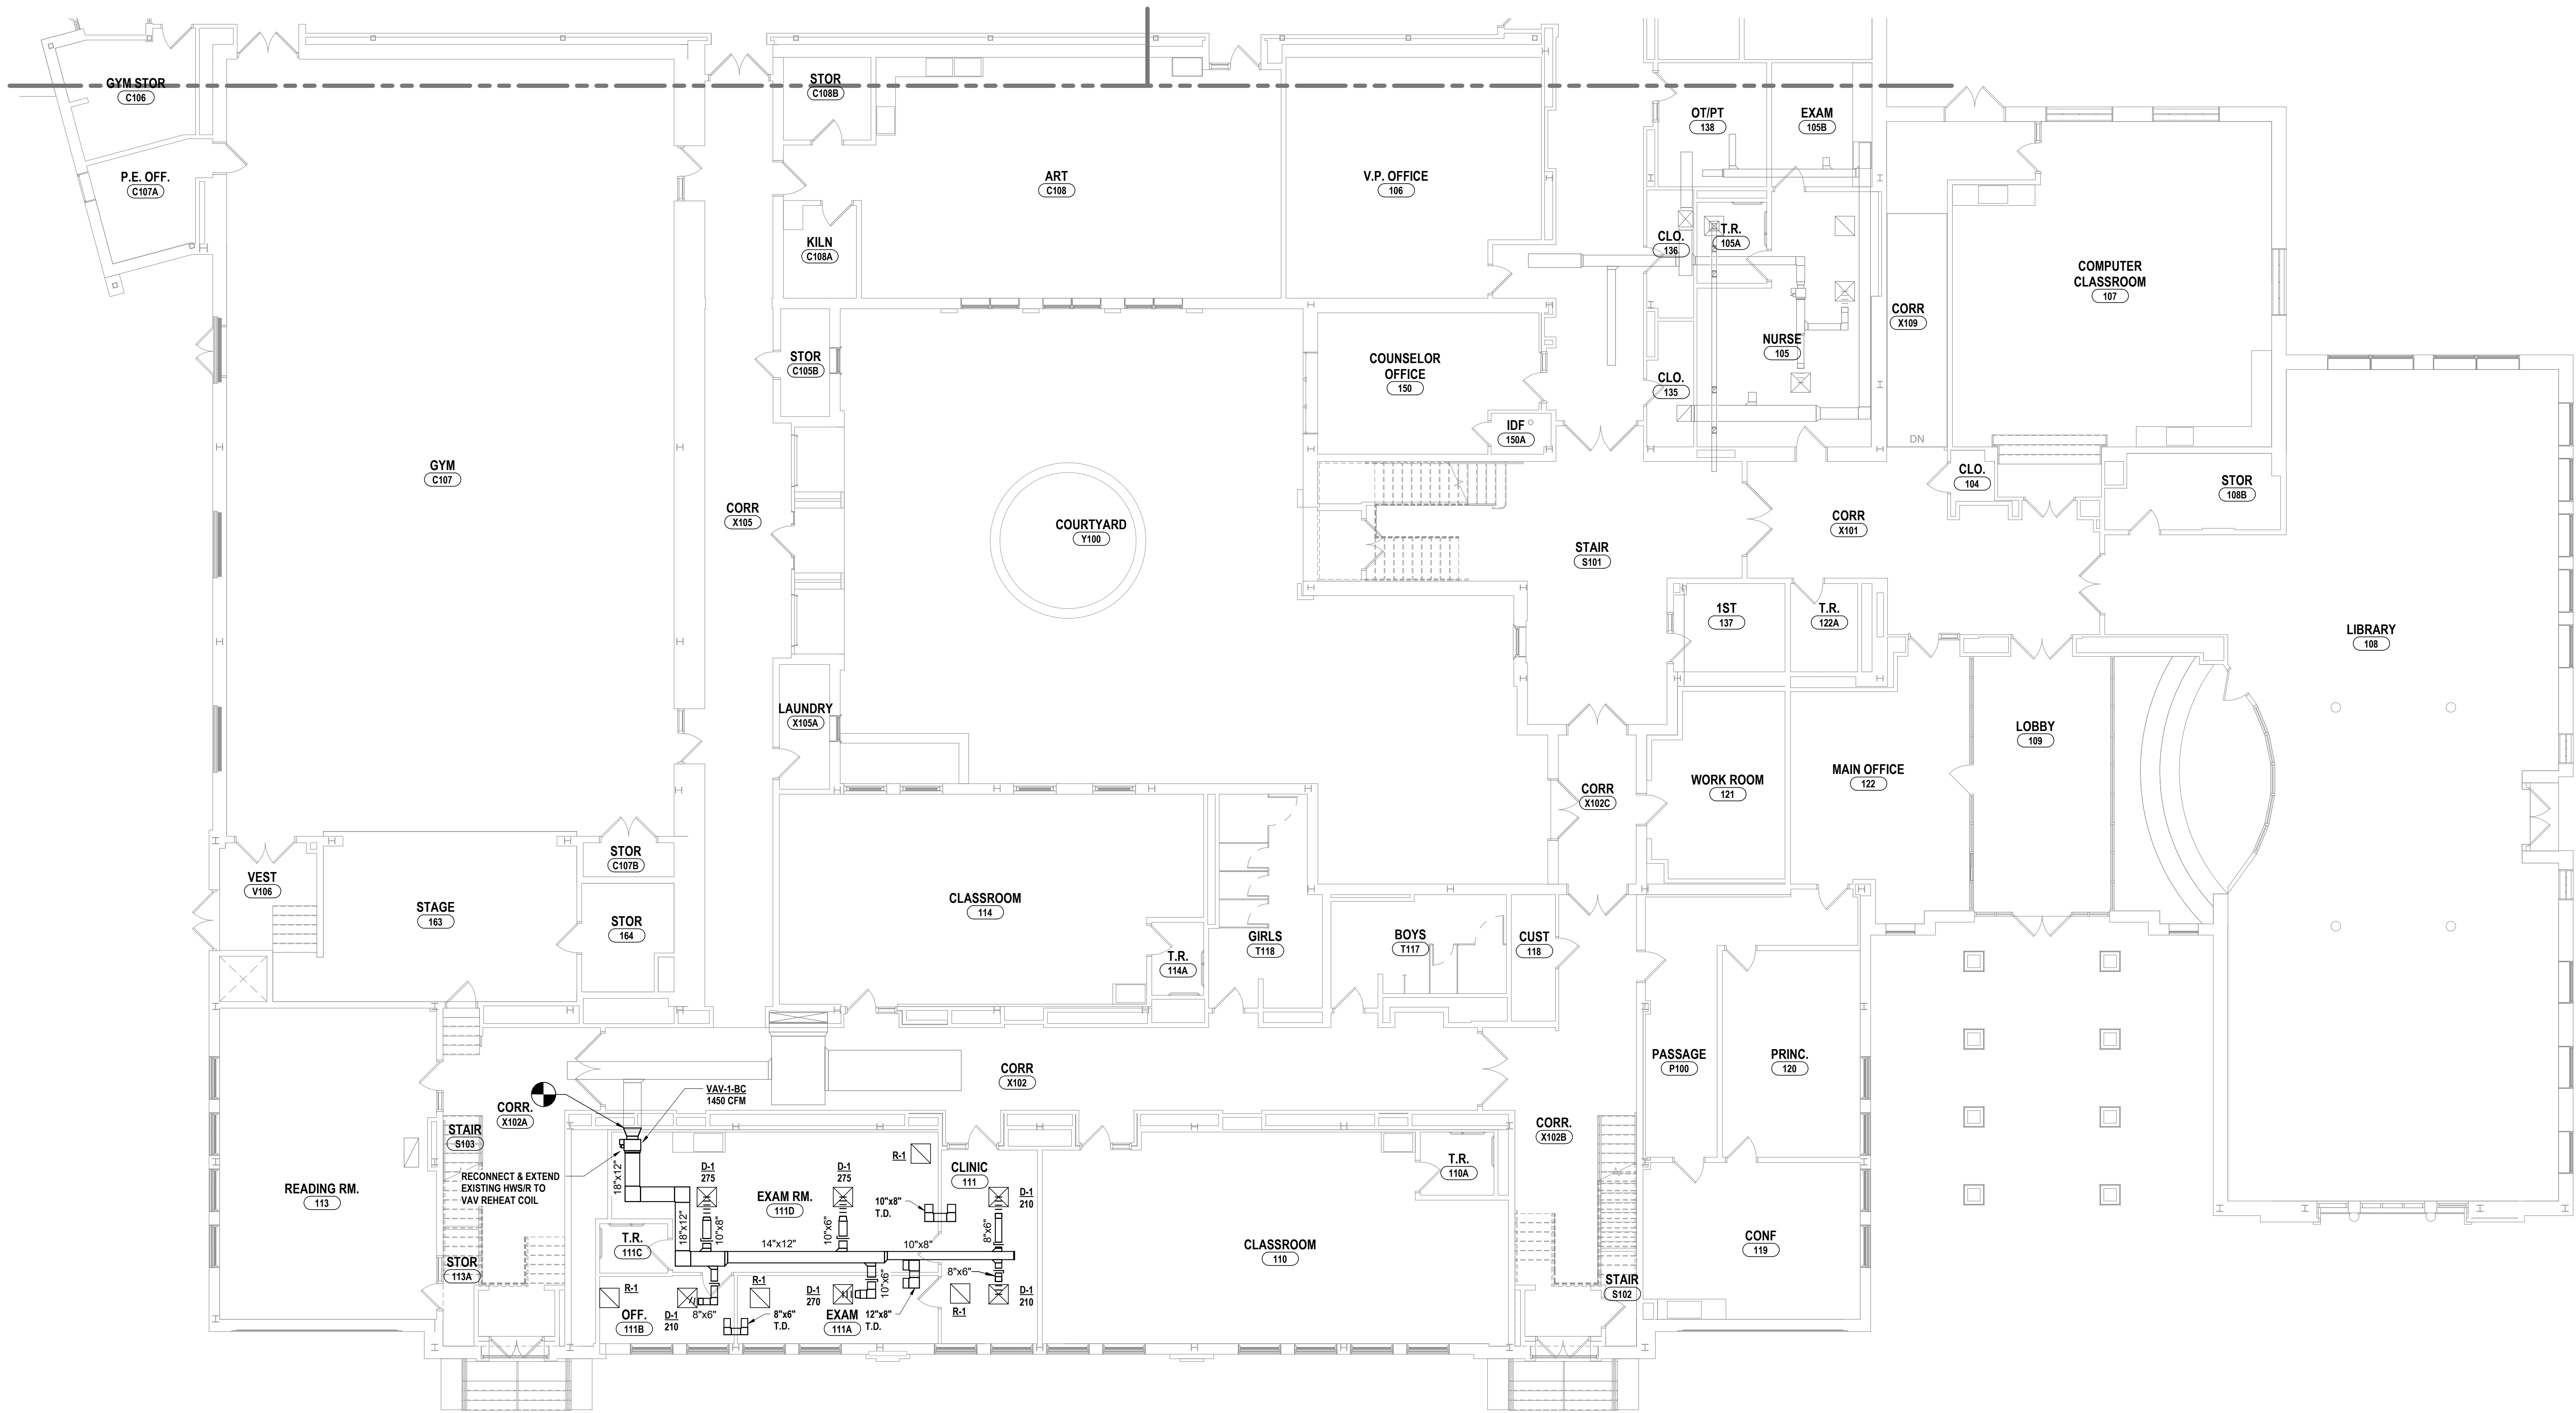 GYM STOR
C106
STOR
C108B
OT/PT
138
EXAM
105B
P.E. OFF.
C107A
ART
C108
V.P. OFFICE
106
KILN
C108A
CLO.
136
T.R.
105A
COMPUTER
CLASSROOM
107
CORR
X109
STOR
C105B
COUNSELOR
OFFICE
150
NURSE
105
CLO.
135
IDF
150A
DN
GYM
C107
CLO.
104
STOR
108B
CORR
X105
COURTYARD
Y100
CORR
X101
STAIR
S101
1ST
137
T.R.
122A
LIBRARY
108
LAUNDRY
X105A
LOBBY
109
MAIN OFFICE
122
WORK ROOM
121
CORR
X102C
STOR
C107B
VEST
V106
STAGE
163
STOR
164
CLASSROOM
114
GIRLS
T118
BOYS
T117
CUST
118
T.R.
114A
PASSAGE
P100
PRINC.
120
CORR
X102
VAV-1-BC
1450 CFM
CORR.
X102A
STAIR
S103
CORR.
X102B
RECONNECT & EXTEND
EXISTING HWS/R TO
VAV REHEAT COIL
18"x12"
D-1
275
D-1
275
R-1
CLINIC
111
T.R.
110A
READING RM.
113
EXAM RM.
111D
10"x8"
T.D.
D-1
210
18"x12"
10"x8"
10"x6"
8"x6"
T.R.
111C
14"x12"
10"x8"
CLASSROOM
110
CONF
119
STOR
113A
8"x6"
10"x6"
STAIR
S102
R-1
R-1
D-1
270
R-1
D-1
210
OFF.
111B
D-1
210
8"x6"
8"x6"
T.D.
EXAM
111A
12"x8"
T.D.